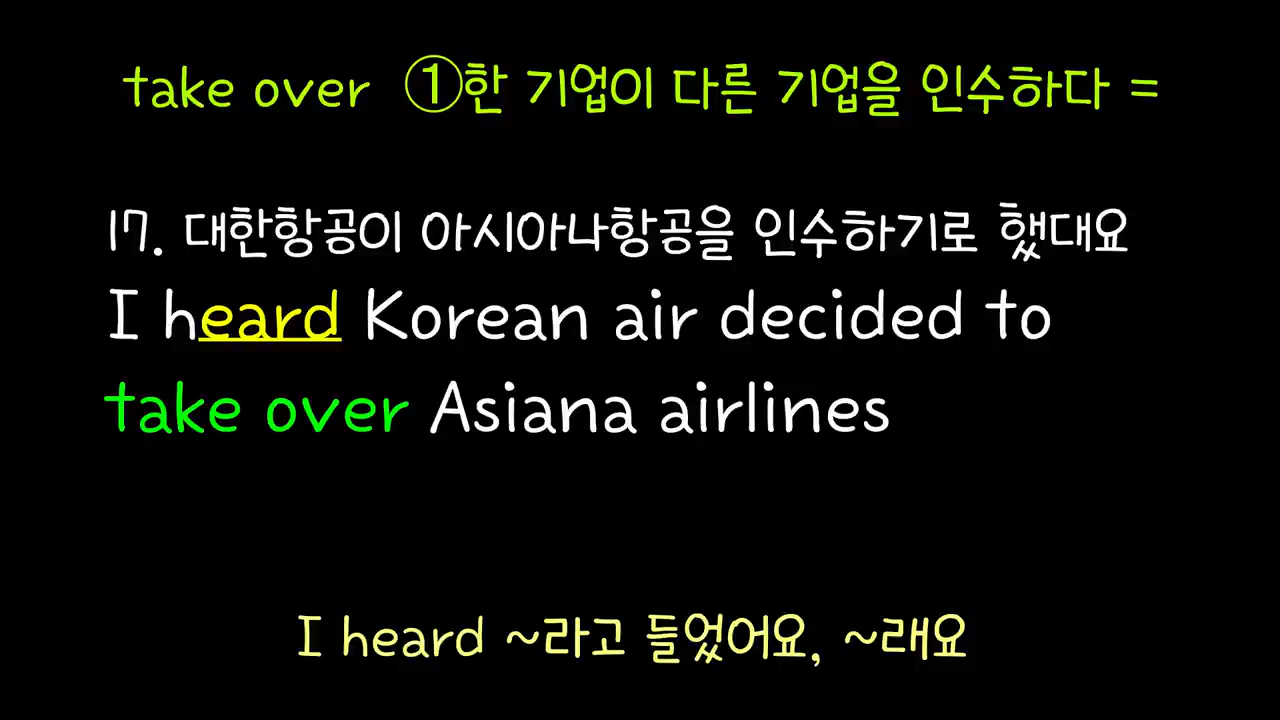 take over ①한 기업이 다른 기업을 인수하다 =
17. 대한항공이 아시아나항공을 인수하기로 했대요
I heard Korean air decided to
take over Asiana airlines
I heard ~라고 들었어요, ~래요